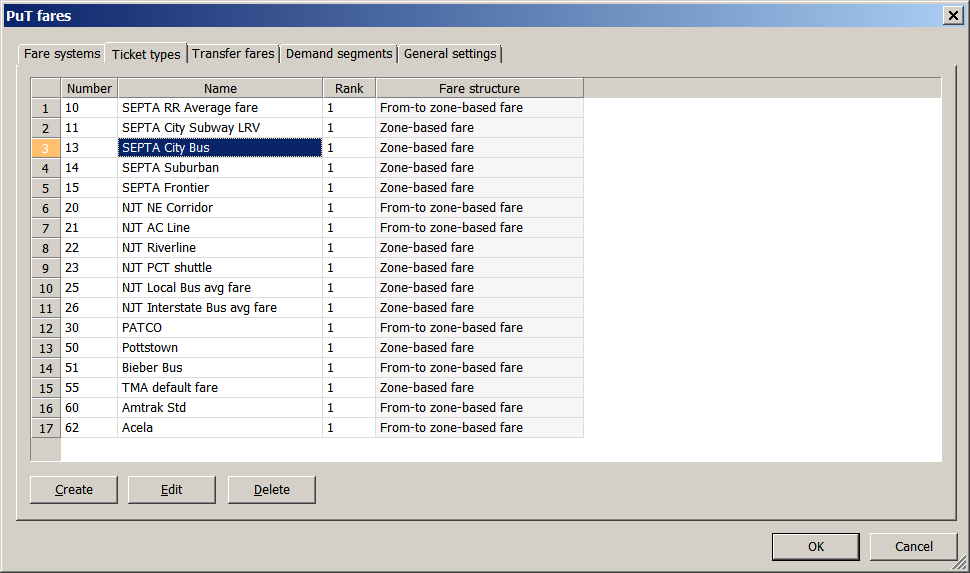 PuT fares
Fare systems Ticket types Transfer fares Demand segments General settings
Number Name Rank Fare structure
1 10 SEPTA RR Average fare 1 From-to zone-based fare
2 11 SEPTA City Subway LRV 1 Zone-based fare
3 13 SEPTA City Bus 1 Zone-based fare
4 14 SEPTA Suburban 1 Zone-based fare
5 15 SEPTA Frontier 1 Zone-based fare
6 20 NJT NE Corridor 1 From-to zone-based fare
7 21 NJT AC Line 1 From-to zone-based fare
8 22 NJT Riverline 1 Zone-based fare
9 23 NJT PCT shuttle 1 Zone-based fare
10 25 NJT Local Bus avg fare 1 Zone-based fare
11 26 NJT Interstate Bus avg fare 1 Zone-based fare
12 30 PATCO 1 From-to zone-based fare
13 50 Pottstown 1 Zone-based fare
14 51 Bieber Bus 1 From-to zone-based fare
15 55 TMA default fare 1 Zone-based fare
16 60 Amtrak Std 1 From-to zone-based fare
17 62 Acela 1 From-to zone-based fare
Create Edit Delete
OK Cancel